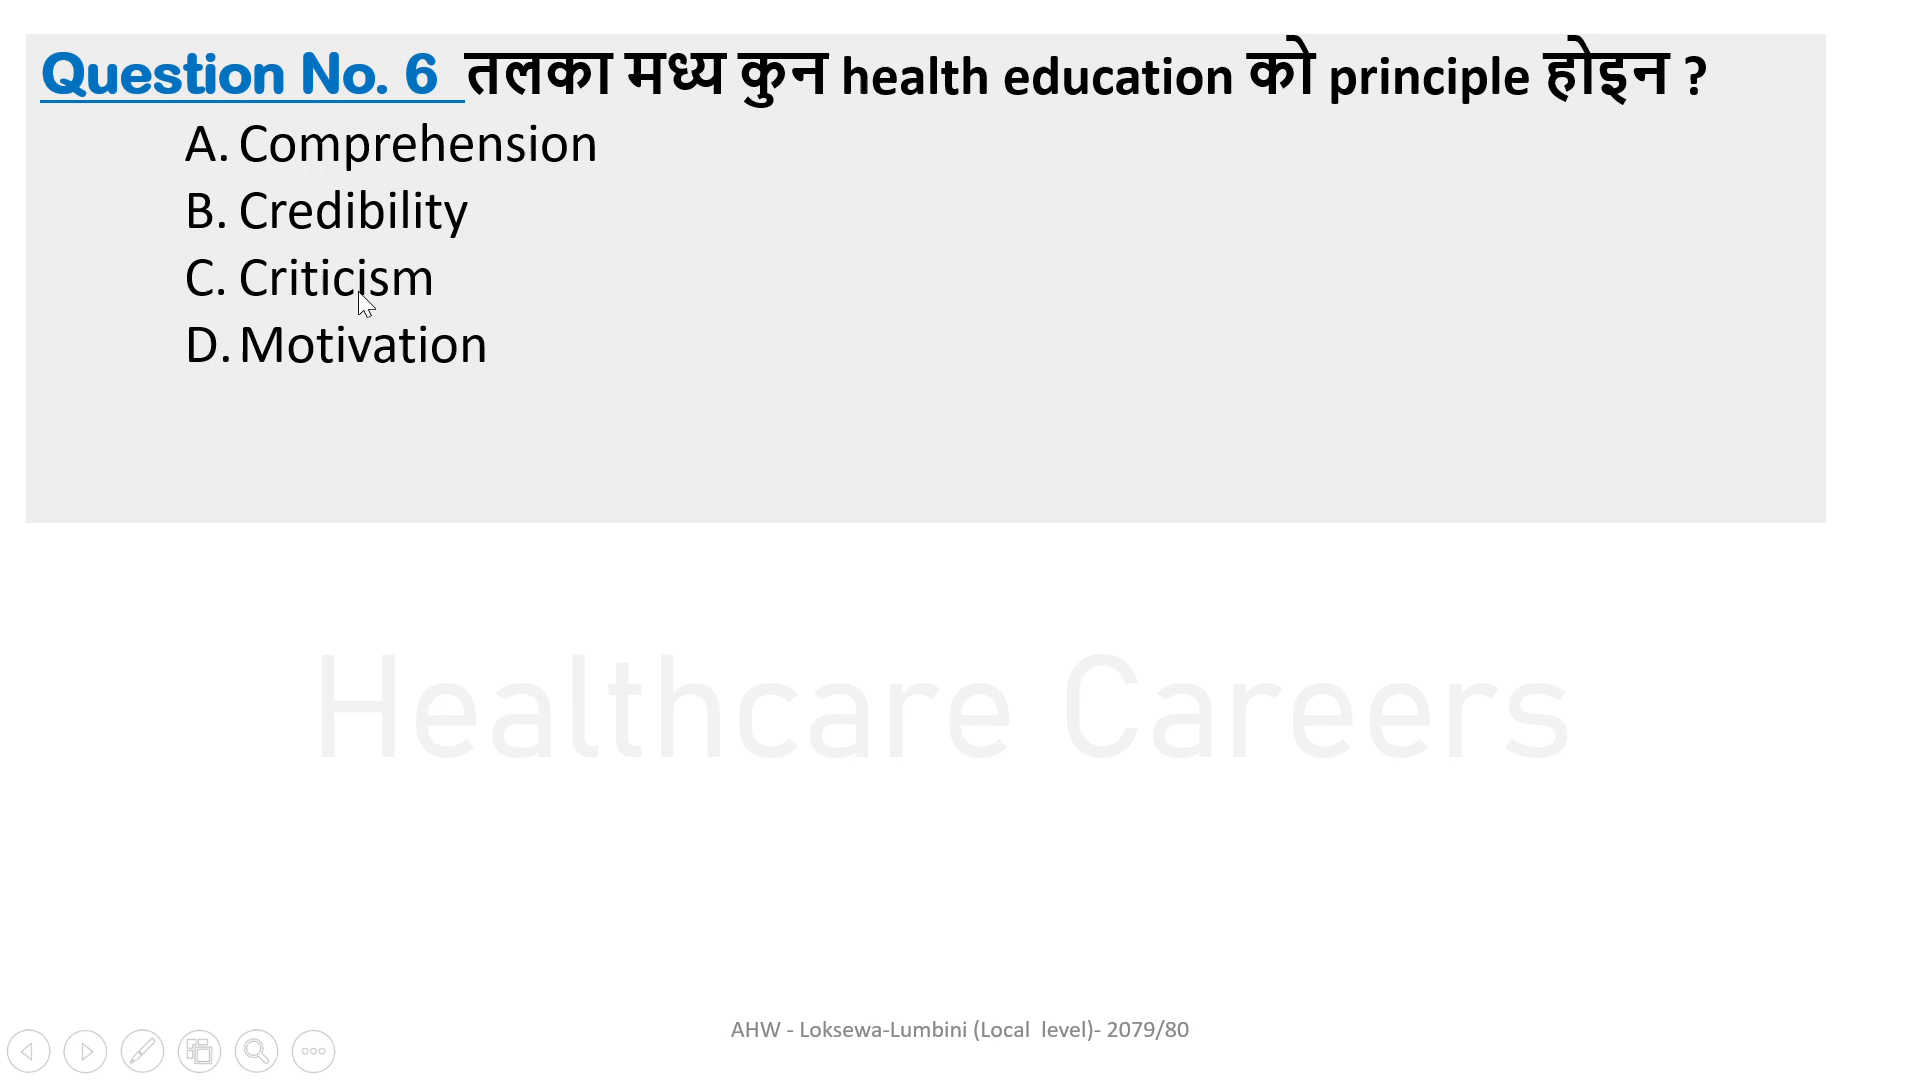 Question No. 6 तलका मध्य कुन health education को principle होइन ?
A. Comprehension
B. Credibility
C. Criticism
D. Motivation
Healthcare Careers
AHW - Loksewa-Lumbini (Local level)- 2079/80